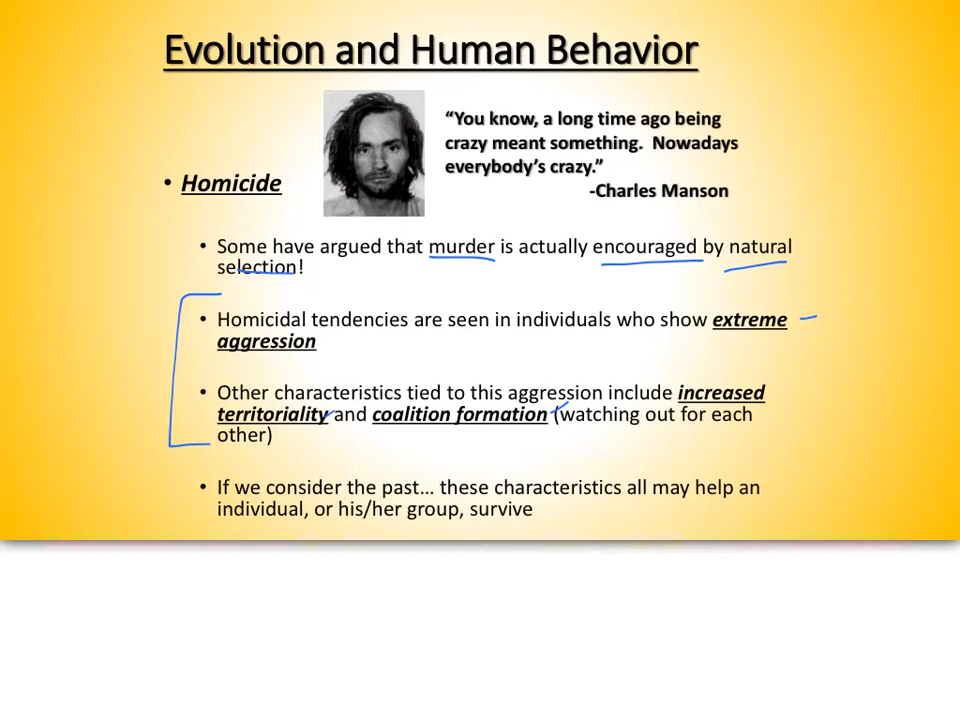 Evolution and Human Behavior
“You know, a long time ago being
crazy meant something. Nowadays
everybody’s crazy.”
-Charles Manson
• Homicide
• Some have argued that murder is actually encouraged by natural
selection!
• Homicidal tendencies are seen in individuals who show extreme
aggression
• Other characteristics tied to this aggression include increased
territoriality and coalition formation (watching out for each
other)
• If we consider the past… these characteristics all may help an
individual, or his/her group, survive